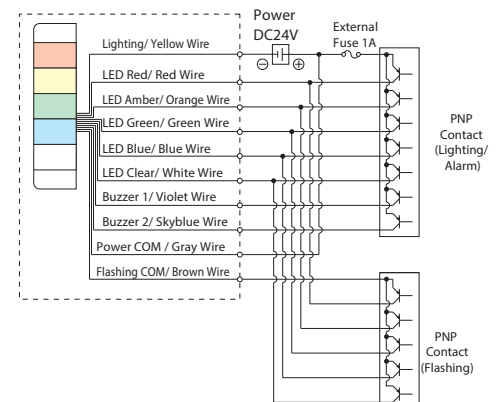 Power
DC24V
External
Fuse 1A
Lighting/ Yellow Wire
LED Red/ Red Wire
LED Amber/ Orange Wire
LED Green/ Green Wire
LED Blue/ Blue Wire
LED Clear/ White Wire
Buzzer 1/ Violet Wire
Buzzer 2/ Skyblue Wire
Power COM / Gray Wire
Flashing COM/ Brown Wire
PNP
Contact
(Lighting/
Alarm)
PNP
Contact
(Flashing)